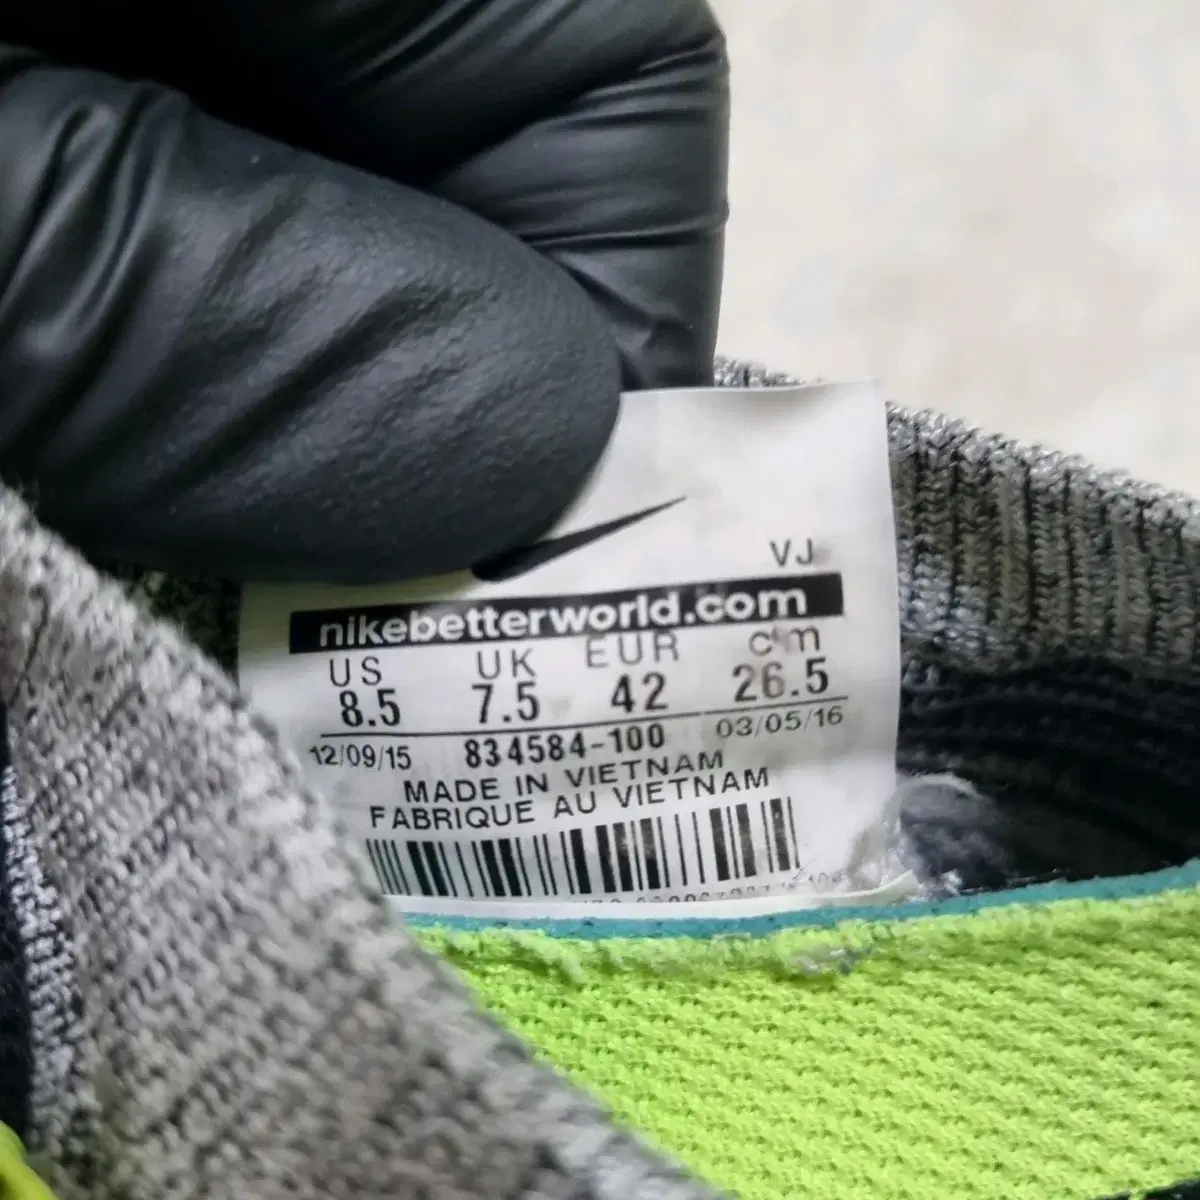 VJ
nikebetterworld.com
US UK EUR cm
8.5 7.5 42 26.5
12/09/15 834584-100 03/05/16
MADE IN VIETNAM
FABRIQUE AU VIETNAM